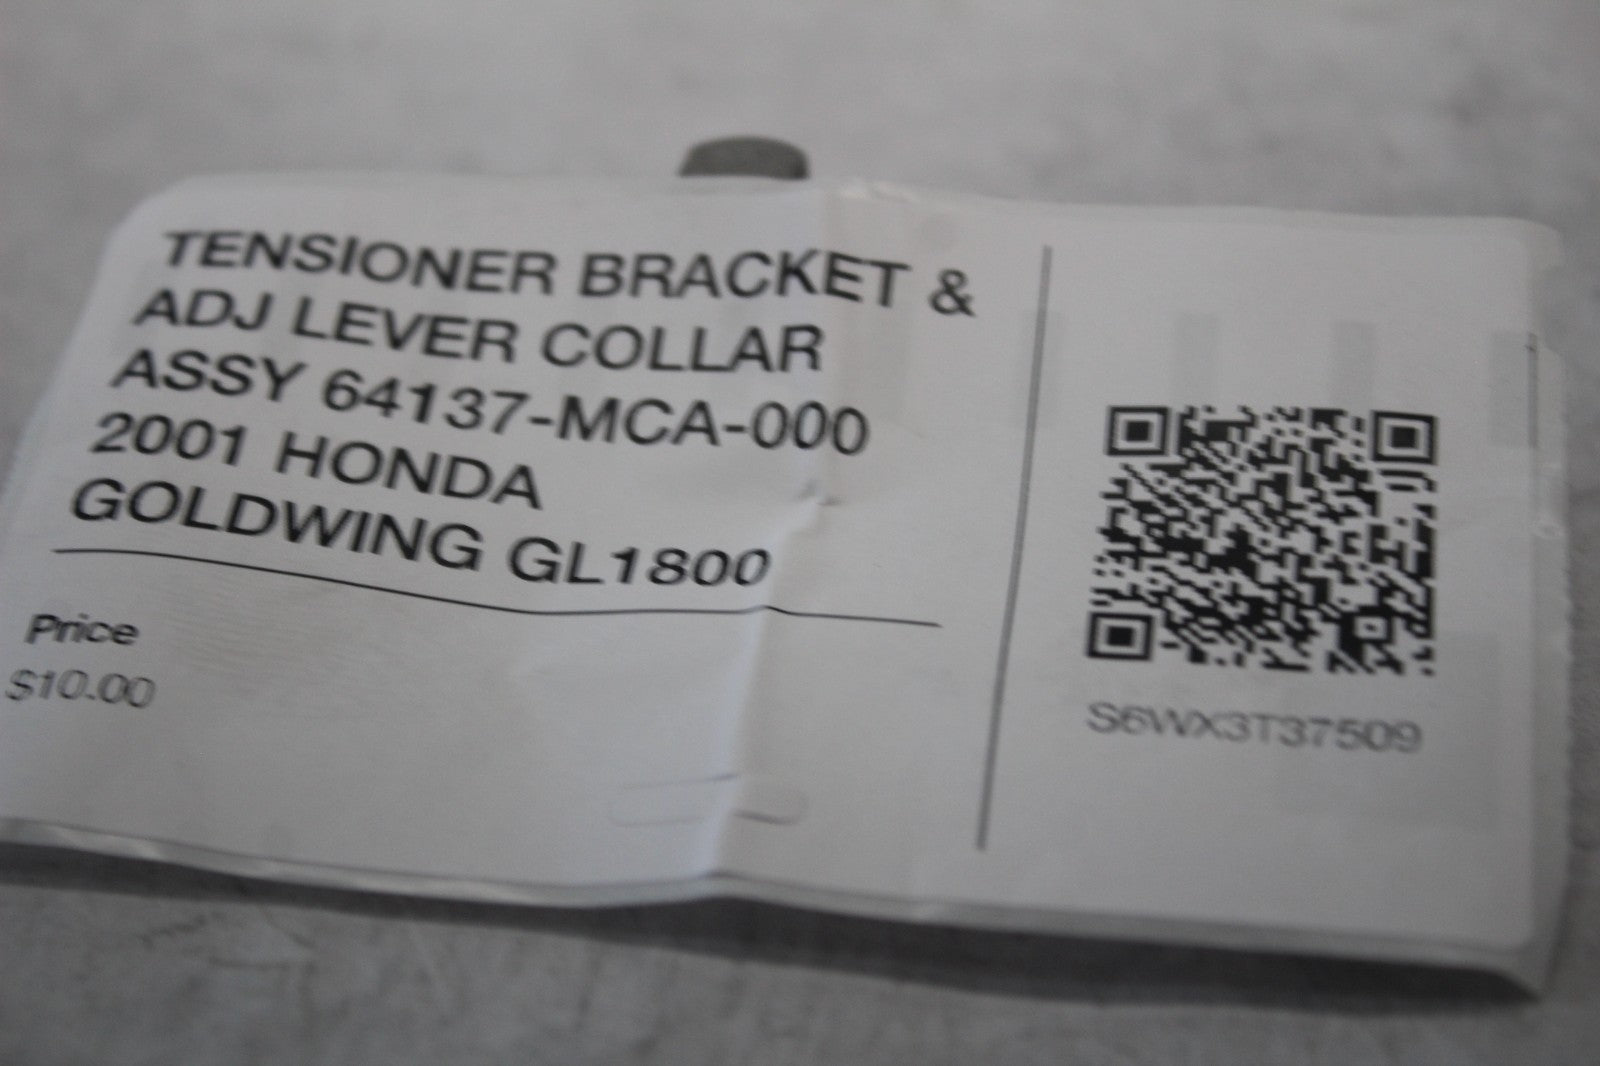 TENSIONER BRACKET &
ADJ LEVER COLLAR
ASSY 64137-MCA-000
2001 HONDA
GOLDWING GL1800
Price
$10.00
S6WX3T37509